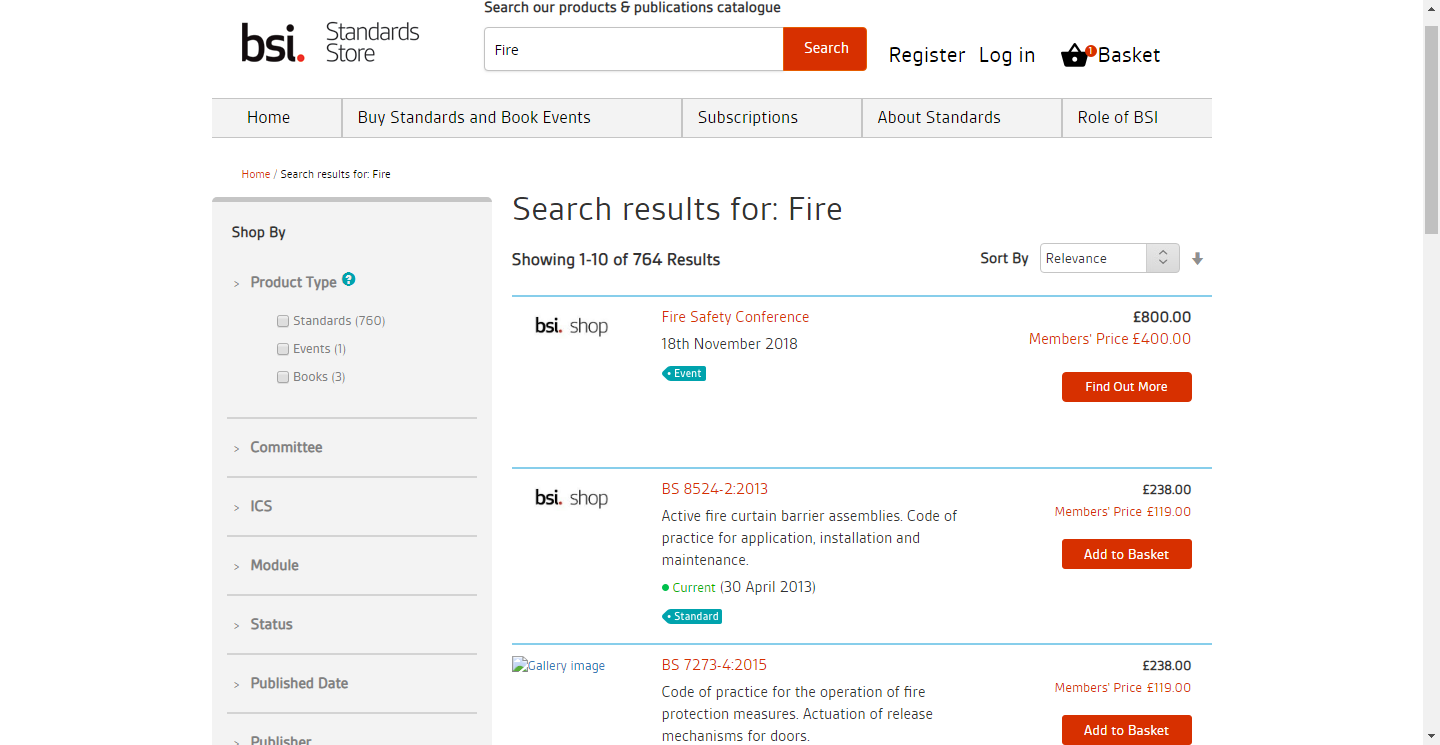 Search our products & publications catalogue
bsi. Standards
Store
Fire
Search
Register Log in 1 Basket
Home Buy Standards and Book Events Subscriptions About Standards Role of BSI
Home / Search results for: Fire
Shop By
> Product Type ?
Standards (760)
Events (1)
Books (3)
> Committee
> ICS
> Module
> Status
> Published Date
> Publisher
Search results for: Fire
Showing 1-10 of 764 Results
Sort By Relevance
bsi. shop
Fire Safety Conference
18th November 2018
Event
£800.00
Members' Price £400.00
Find Out More
bsi. shop
BS 8524-2:2013
Active fire curtain barrier assemblies. Code of
practice for application, installation and
maintenance.
Current (30 April 2013)
Standard
£238.00
Members' Price £119.00
Add to Basket
Gallery image
BS 7273-4:2015
Code of practice for the operation of fire
protection measures. Actuation of release
mechanisms for doors.
£238.00
Members' Price £119.00
Add to Basket